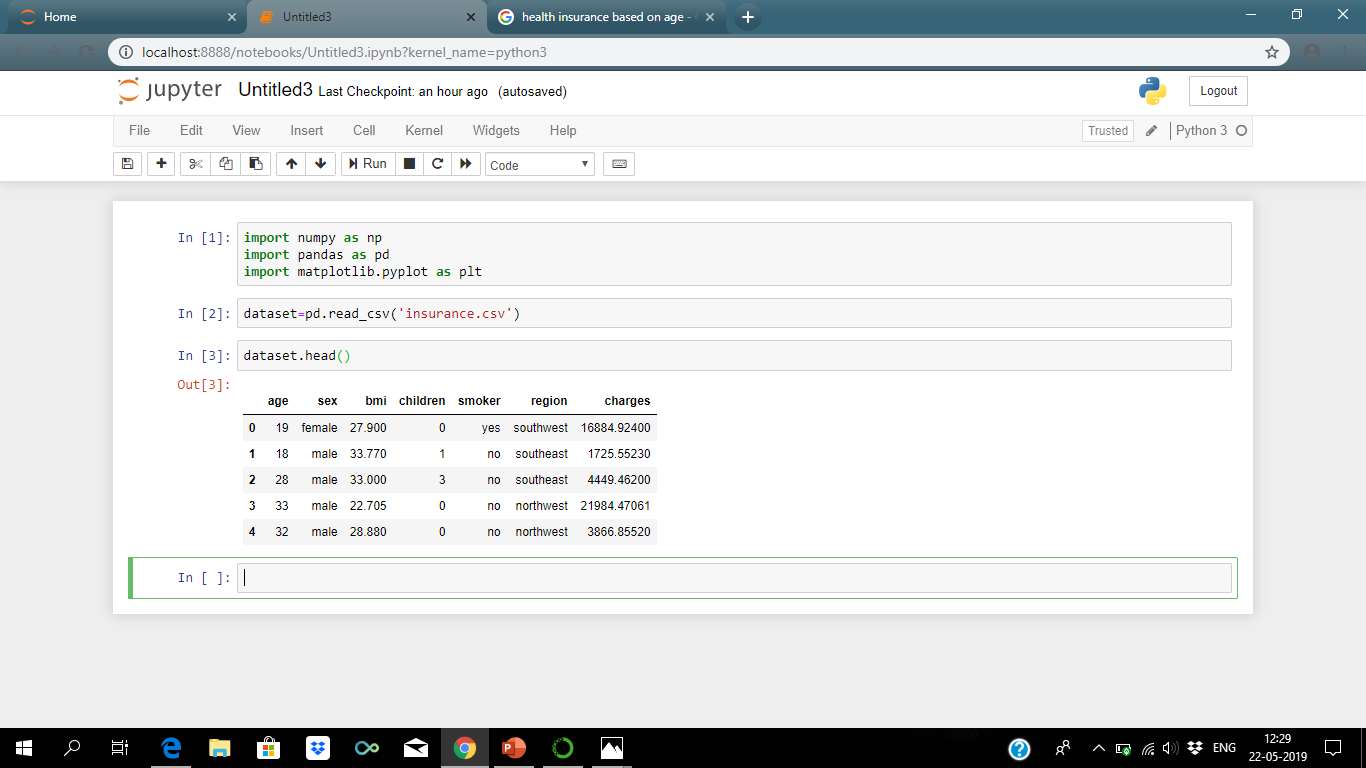 Home
Untitled3
health insurance based on age -
localhost:8888/notebooks/Untitled3.ipynb?kernel_name=python3
jupyter Untitled3 Last Checkpoint: an hour ago (autosaved)
Logout
File Edit View Insert Cell Kernel Widgets Help
Trusted Python 3
Run Code
In [1]: import numpy as np
import pandas as pd
import matplotlib.pyplot as plt
In [2]: dataset=pd.read_csv('insurance.csv')
In [3]: dataset.head()
Out[3]:
age sex bmi children smoker region charges
0 19 female 27.900 0 yes southwest 16884.92400
1 18 male 33.770 1 no southeast 1725.55230
2 28 male 33.000 3 no southeast 4449.46200
3 33 male 22.705 0 no northwest 21984.47061
4 32 male 28.880 0 no northwest 3866.85520
In [ ]:
ENG
12:29
22-05-2019